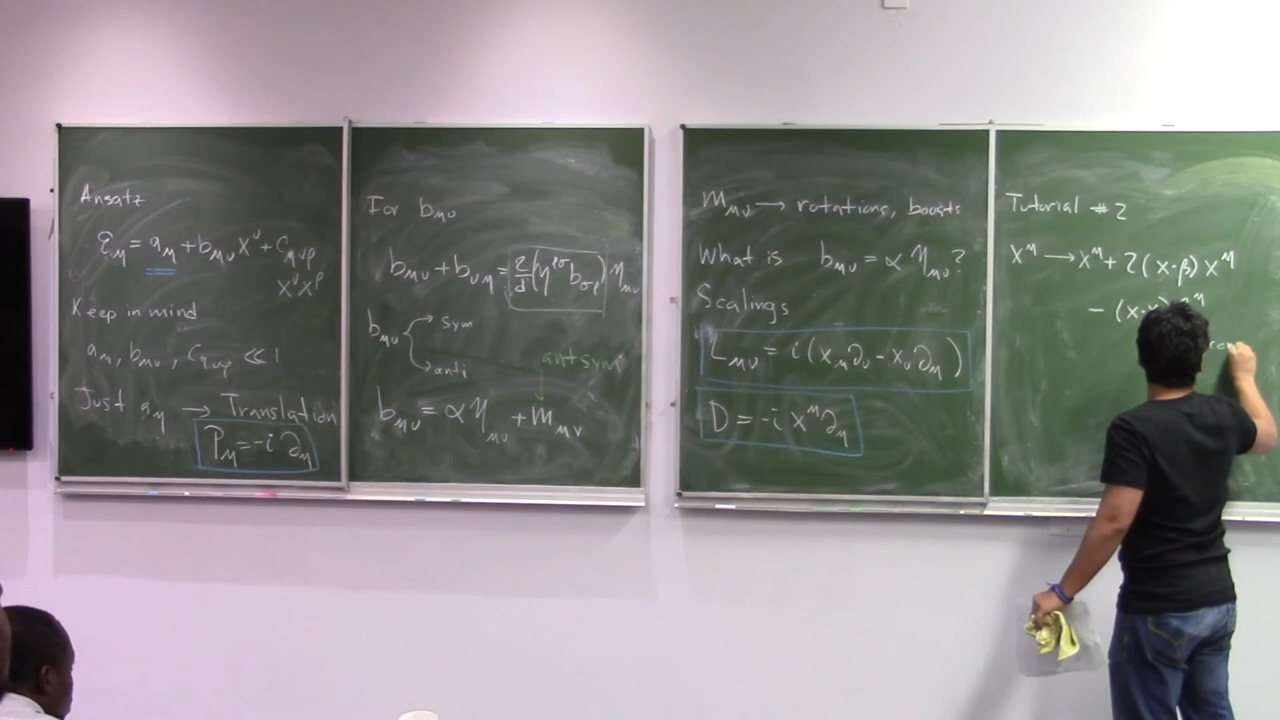 Ansatz
ε_μ = a_μ + b_μν x^ν + C_μνρ
x^ν x^ρ
Keep in mind
a_μ, b_μν, C_μνρ << 1
Just a_μ → Translation
P_μ = -i ∂_μ
For b_μν
b_μν + b_νμ = 2/d (η^ρσ b_σρ) η_μν
b_μν → Sym
→ anti
antsym
b_μν = α η_μν + m_μν
m_μν → rotations, boosts
What is b_μν = α η_μν?
Scalings
L_μν = i(x_μ ∂_ν - x_ν ∂_μ)
D = -i x^μ ∂_μ
Tutorial #2
x^μ → x^μ + 2(x·β) x^μ
- (x·